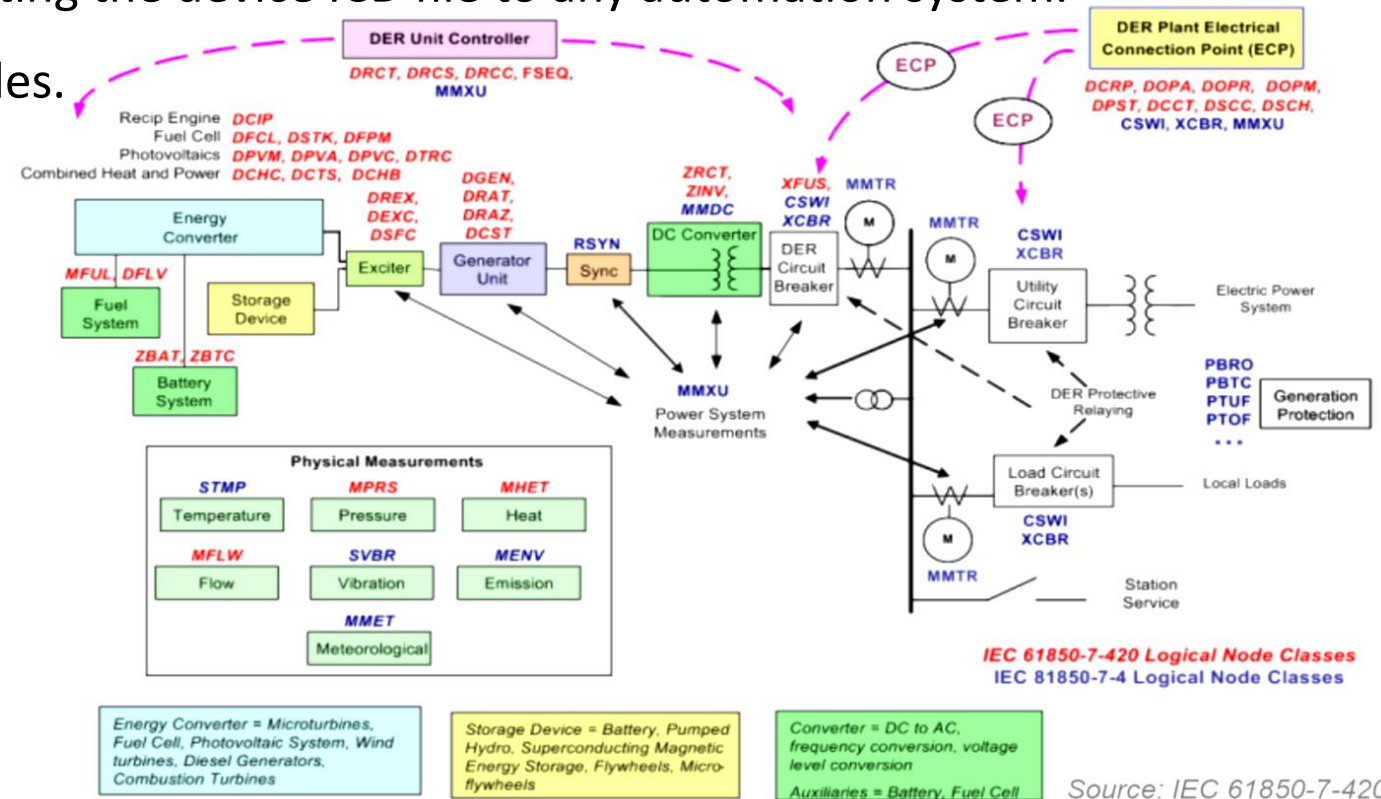 ting the device ICD file to any automation system.
les.
DER Unit Controller
DRCT, DRCS, DRCC, FSEQ,
MMXU
DER Plant Electrical
Connection Point (ECP)
DCRP, DOPA, DOPR, DOPM,
DPST, DCCT, DSCC, DSCH,
CSWI, XCBR, MMXU
ECP
ECP
Recip Engine DCIP
Fuel Cell DFCL, DSTK, DFPM
Photovoltaics DPVM, DPVA, DPVC, DTRC
Combined Heat and Power DCHC, DCTS, DCHB
Energy
Converter
MFUL, DFLV
Fuel
System
Storage
Device
ZBAT, ZBTC
Battery
System
DREX,
DEXC,
DSFC
Exciter
DGEN,
DRAT,
DRAZ,
DCST
Generator
Unit
RSYN
Sync
ZRCT,
ZINV,
MMDC
DC Converter
XFUS,
CSWI
XCBR
DER
Circuit
Breaker
MMTR
M
MMTR
M
CSWI
XCBR
Utility
Circuit
Breaker
Electric Power
System
MMXU
Power System
Measurements
DER Protective
Relaying
PBRO
PBTC
PTUF
PTOF
...
Generation
Protection
Load Circuit
Breaker(s)
CSWI
XCBR
Local Loads
M
MMTR
Station
Service
Physical Measurements
STMP
Temperature
MPRS
Pressure
MHET
Heat
MFLW
Flow
SVBR
Vibration
MENV
Emission
MMET
Meteorological
IEC 61850-7-420 Logical Node Classes
IEC 81850-7-4 Logical Node Classes
Energy Converter = Microturbines,
Fuel Cell, Photovoltaic System, Wind
turbines, Diesel Generators,
Combustion Turbines
Storage Device = Battery, Pumped
Hydro, Superconducting Magnetic
Energy Storage, Flywheels, Micro-
flywheels
Converter = DC to AC,
frequency conversion, voltage
level conversion
Auxiliaries = Battery, Fuel Cell
Source: IEC 61850-7-420